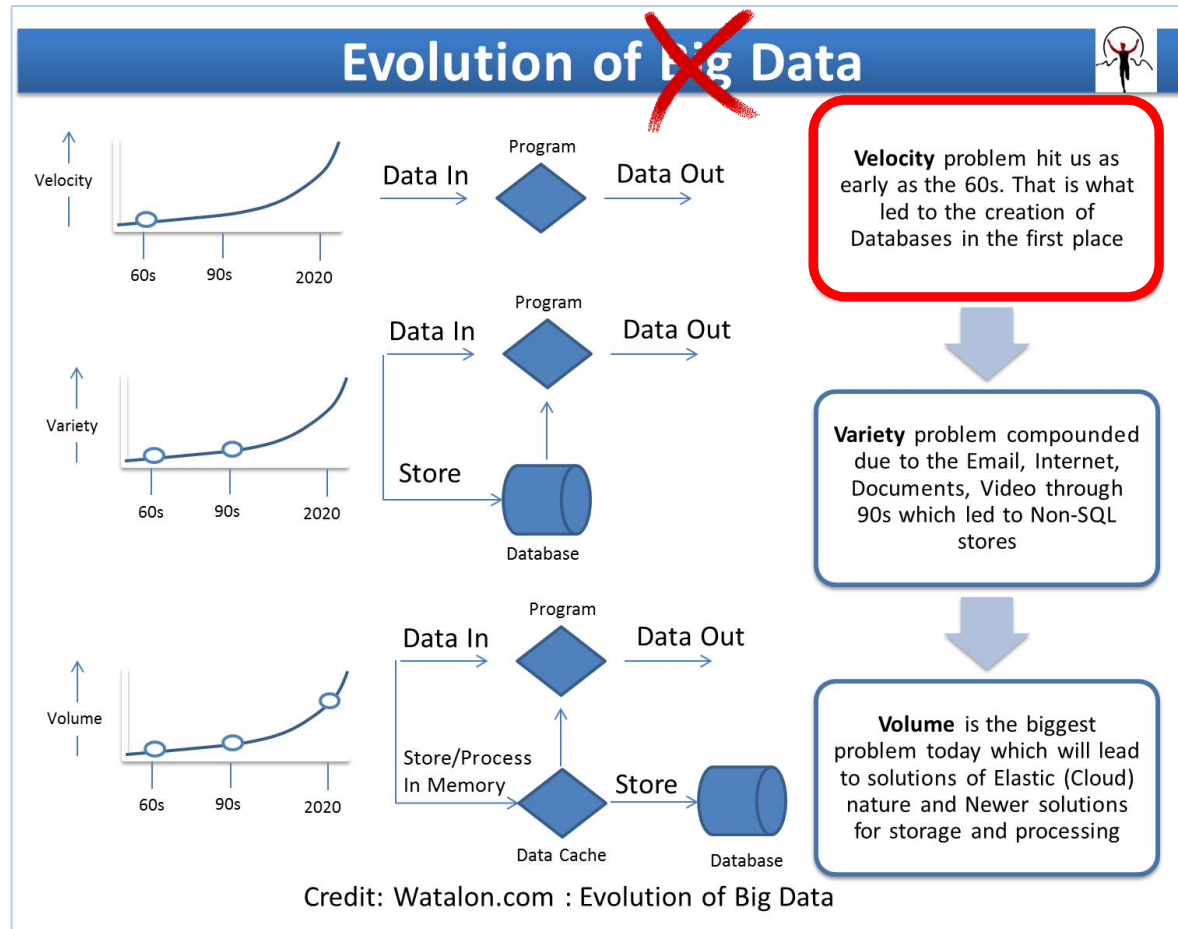 Evolution of Big Data
Velocity
60s
90s
2020
Data In
Program
Data Out
Velocity problem hit us as
early as the 60s. That is what
led to the creation of
Databases in the first place
Variety
60s
90s
2020
Data In
Program
Data Out
Store
Database
Variety problem compounded
due to the Email, Internet,
Documents, Video through
90s which led to Non-SQL
stores
Volume
60s
90s
2020
Data In
Program
Data Out
Store/Process
In Memory
Data Cache
Store
Database
Volume is the biggest
problem today which will lead
to solutions of Elastic (Cloud)
nature and Newer solutions
for storage and processing
Credit: Watalon.com : Evolution of Big Data